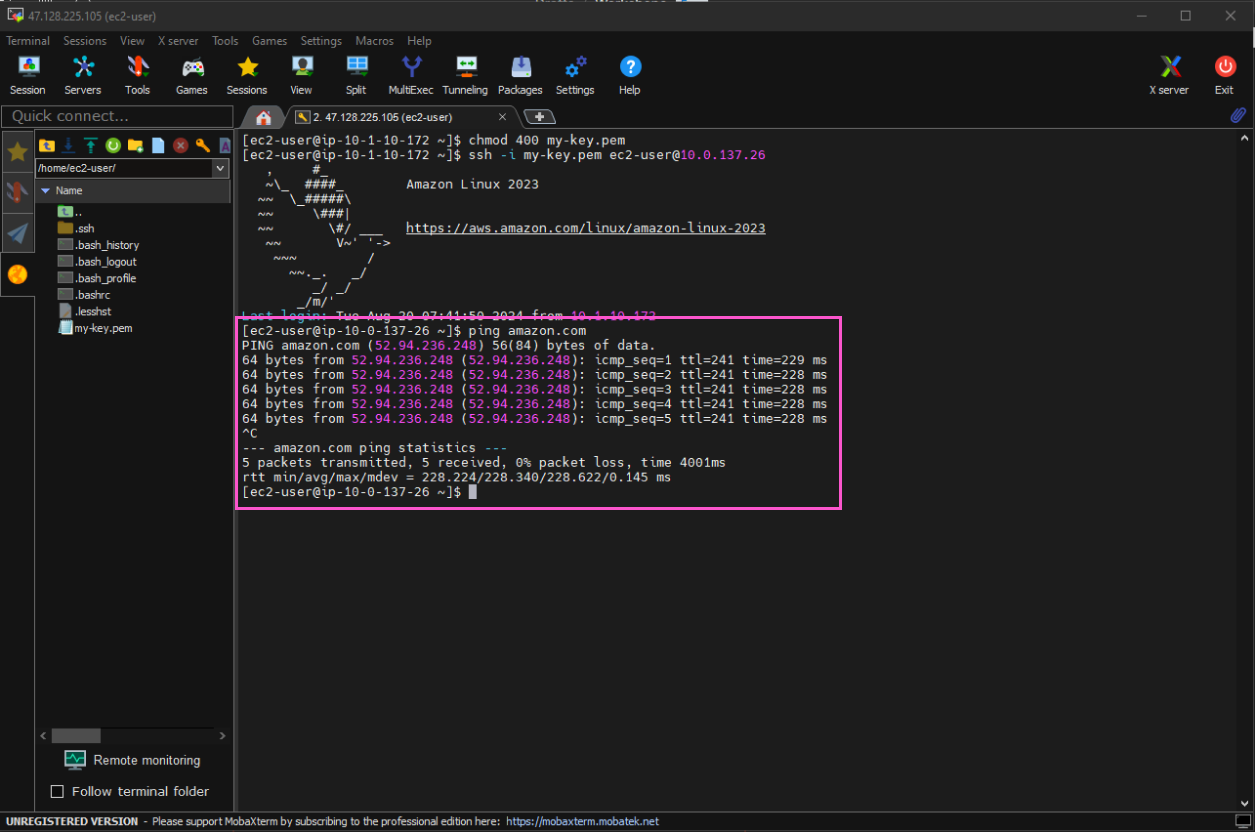 47.128.225.105 (ec2-user)
Terminal Sessions View X server Tools Games Settings Macros Help
Session Servers Tools Games Sessions View Split MultiExec Tunneling Packages Settings Help X server Exit
Quick connect...
2. 47.128.225.105 (ec2-user)
/home/ec2-user/
Name
..
.ssh
.bash_history
.bash_logout
.bash_profile
.bashrc
.lesshst
my-key.pem
Remote monitoring
Follow terminal folder
[ec2-user@ip-10-1-10-172 ~]$ chmod 400 my-key.pem
[ec2-user@ip-10-1-10-172 ~]$ ssh -i my-key.pem ec2-user@10.0.137.26
   ,     #_
   ~\_  ####_        Amazon Linux 2023
  ~~  \_#####\
  ~~     \###|
  ~~       \#/ ___   https://aws.amazon.com/linux/amazon-linux-2023
   ~~       V~' '->
    ~~~         /
      ~~._.   _/
         _/ _/
       _/m/'
Last login: Tue Aug 20 07:41:50 2024 from 10.1.10.172
[ec2-user@ip-10-0-137-26 ~]$ ping amazon.com
PING amazon.com (52.94.236.248) 56(84) bytes of data.
64 bytes from 52.94.236.248 (52.94.236.248): icmp_seq=1 ttl=241 time=229 ms
64 bytes from 52.94.236.248 (52.94.236.248): icmp_seq=2 ttl=241 time=228 ms
64 bytes from 52.94.236.248 (52.94.236.248): icmp_seq=3 ttl=241 time=228 ms
64 bytes from 52.94.236.248 (52.94.236.248): icmp_seq=4 ttl=241 time=228 ms
64 bytes from 52.94.236.248 (52.94.236.248): icmp_seq=5 ttl=241 time=228 ms
^C
--- amazon.com ping statistics ---
5 packets transmitted, 5 received, 0% packet loss, time 4001ms
rtt min/avg/max/mdev = 228.224/228.340/228.622/0.145 ms
[ec2-user@ip-10-0-137-26 ~]$
UNREGISTERED VERSION - Please support MobaXterm by subscribing to the professional edition here: https://mobaxterm.mobatek.net